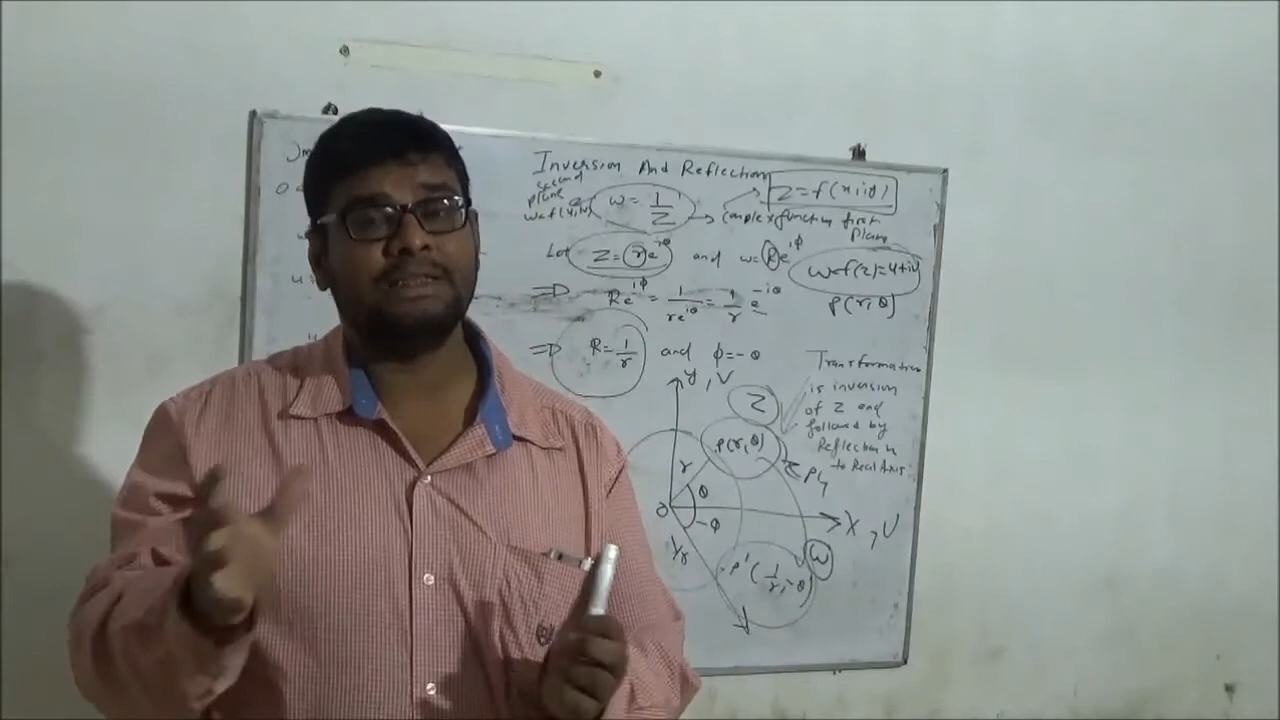 Inversion And Reflection
second
plane
w=f(u,iv)
w = 1/Z
Z = f(x,iy)
complex function first
plane
Let Z = re^iθ and w = Re^iφ
w=f(z)=u+iv
P(r,θ)
⇒ Re^iφ = 1/re^iθ = 1/r e^-iθ
⇒ R = 1/r and φ = -θ
Transformation
is inversion
of Z and
followed by
Reflection in
to Real Axis
y, V
Z
P(r,θ)
r
θ
O
-φ
X, U
1/r
P'(1/r, -θ)
W